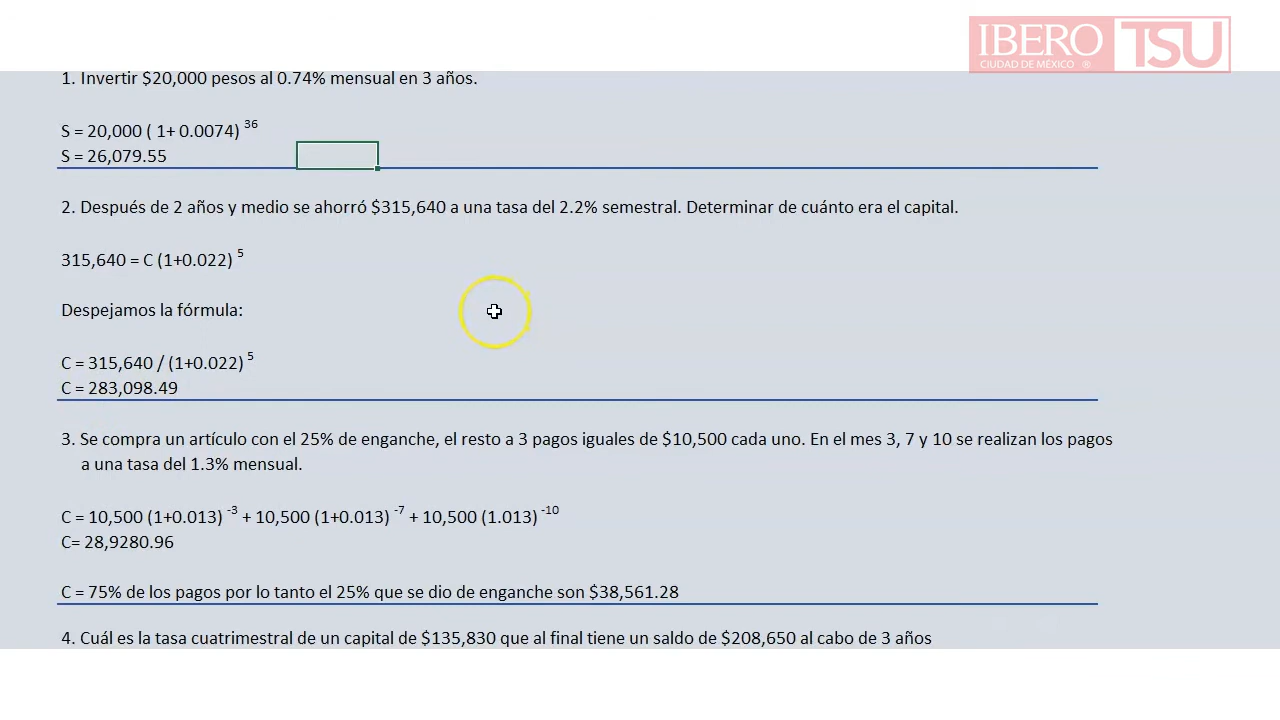 IBERO TSU
CIUDAD DE MÉXICO ®
1. Invertir $20,000 pesos al 0.74% mensual en 3 años.
S = 20,000 ( 1+ 0.0074) 36
S = 26,079.55
2. Después de 2 años y medio se ahorró $315,640 a una tasa del 2.2% semestral. Determinar de cuánto era el capital.
315,640 = C (1+0.022) 5
Despejamos la fórmula:
C = 315,640 / (1+0.022) 5
C = 283,098.49
3. Se compra un artículo con el 25% de enganche, el resto a 3 pagos iguales de $10,500 cada uno. En el mes 3, 7 y 10 se realizan los pagos
a una tasa del 1.3% mensual.
C = 10,500 (1+0.013) -3 + 10,500 (1+0.013) -7 + 10,500 (1.013) -10
C= 28,9280.96
C = 75% de los pagos por lo tanto el 25% que se dio de enganche son $38,561.28
4. Cuál es la tasa cuatrimestral de un capital de $135,830 que al final tiene un saldo de $208,650 al cabo de 3 años